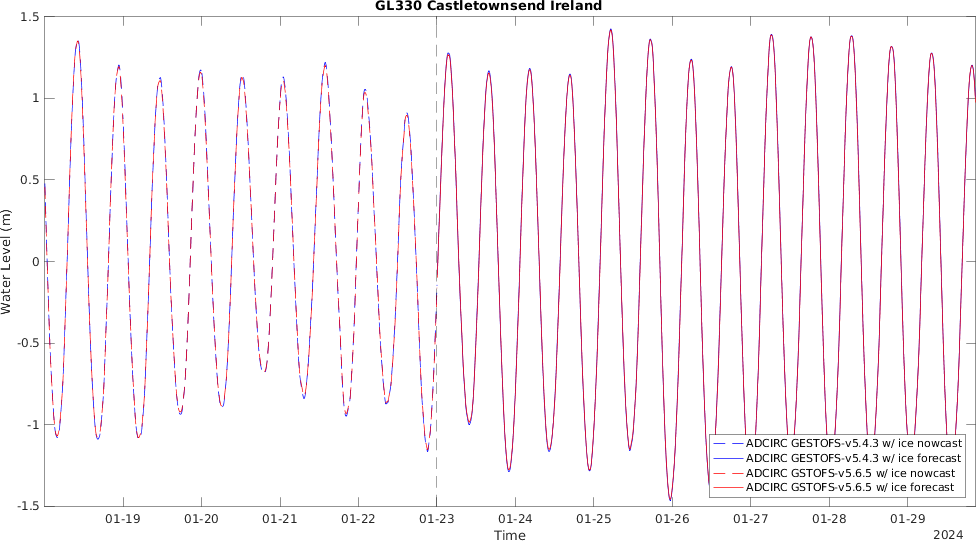 GL330 Castletownsend Ireland
1.5
1
0.5
0
-0.5
-1
-1.5
Water Level (m)
01-19 01-20 01-21 01-22 01-23 01-24 01-25 01-26 01-27 01-28 01-29
Time
2024
ADCIRC GESTOFS-v5.4.3 w/ ice nowcast
ADCIRC GESTOFS-v5.4.3 w/ ice forecast
ADCIRC GSTOFS-v5.6.5 w/ ice nowcast
ADCIRC GSTOFS-v5.6.5 w/ ice forecast